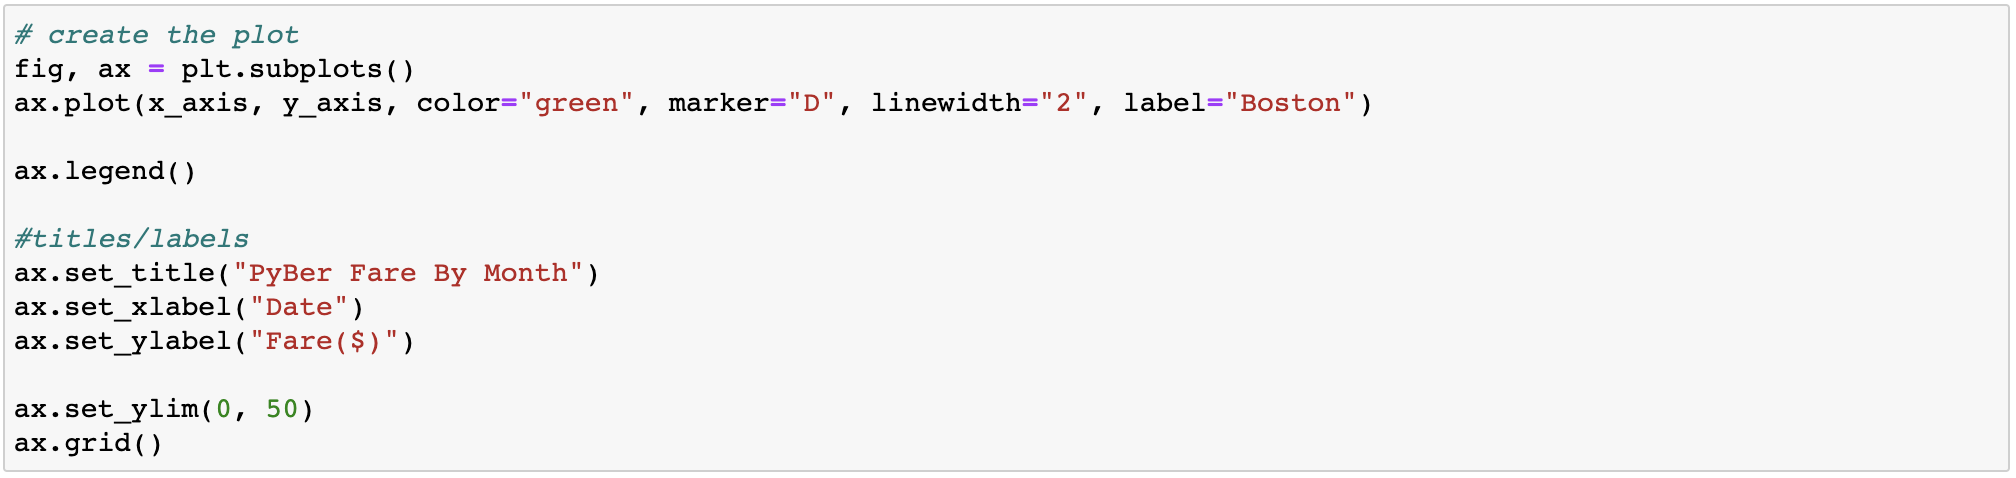 # create the plot
fig, ax = plt.subplots()
ax.plot(x_axis, y_axis, color="green", marker="D", linewidth="2", label="Boston")
ax.legend()
#titles/labels
ax.set_title("PyBer Fare By Month")
ax.set_xlabel("Date")
ax.set_ylabel("Fare($)")
ax.set_ylim(0, 50)
ax.grid()